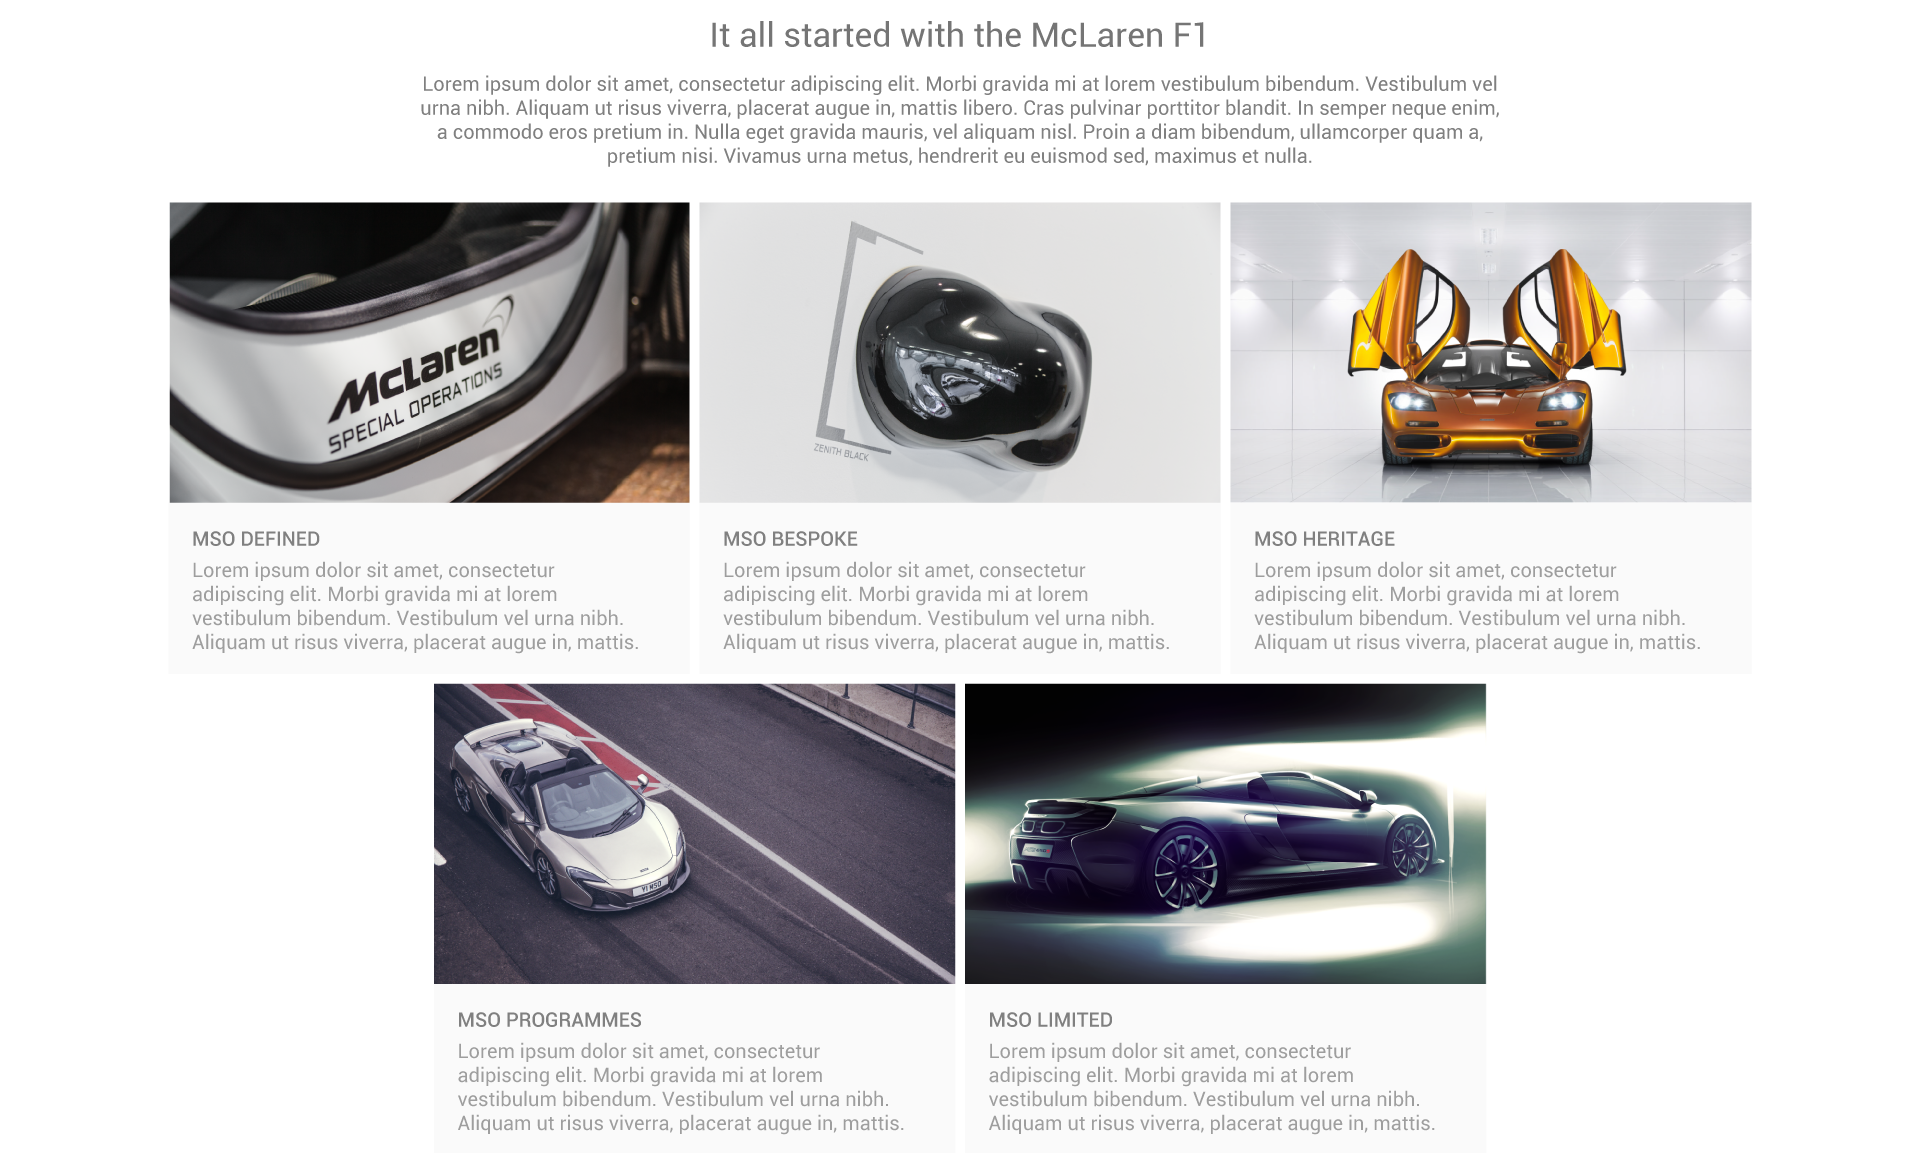 It all started with the McLaren F1
Lorem ipsum dolor sit amet, consectetur adipiscing elit. Morbi gravida mi at lorem vestibulum bibendum. Vestibulum vel
urna nibh. Aliquam ut risus viverra, placerat augue in, mattis libero. Cras pulvinar porttitor blandit. In semper neque enim,
a commodo eros pretium in. Nulla eget gravida mauris, vel aliquam nisl. Proin a diam bibendum, ullamcorper quam a,
pretium nisi. Vivamus urna metus, hendrerit eu euismod sed, maximus et nulla.
McLaren
SPECIAL OPERATIONS
ZENITH BLACK
MSO DEFINED
Lorem ipsum dolor sit amet, consectetur
adipiscing elit. Morbi gravida mi at lorem
vestibulum bibendum. Vestibulum vel urna nibh.
Aliquam ut risus viverra, placerat augue in, mattis.
MSO BESPOKE
Lorem ipsum dolor sit amet, consectetur
adipiscing elit. Morbi gravida mi at lorem
vestibulum bibendum. Vestibulum vel urna nibh.
Aliquam ut risus viverra, placerat augue in, mattis.
MSO HERITAGE
Lorem ipsum dolor sit amet, consectetur
adipiscing elit. Morbi gravida mi at lorem
vestibulum bibendum. Vestibulum vel urna nibh.
Aliquam ut risus viverra, placerat augue in, mattis.
Y1 MSO
MSO PROGRAMMES
Lorem ipsum dolor sit amet, consectetur
adipiscing elit. Morbi gravida mi at lorem
vestibulum bibendum. Vestibulum vel urna nibh.
Aliquam ut risus viverra, placerat augue in, mattis.
MSO LIMITED
Lorem ipsum dolor sit amet, consectetur
adipiscing elit. Morbi gravida mi at lorem
vestibulum bibendum. Vestibulum vel urna nibh.
Aliquam ut risus viverra, placerat augue in, mattis.